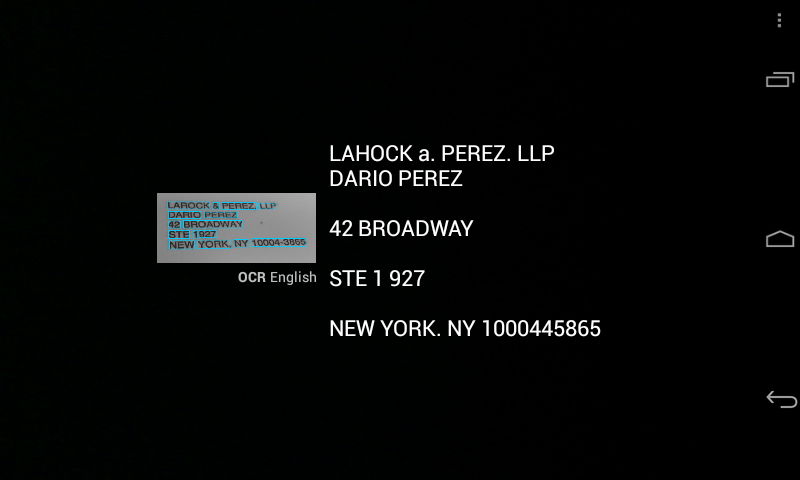 LAROCK & PEREZ, LLP
DARIO PEREZ
42 BROADWAY
STE 1927
NEW YORK, NY 10004-3865
OCR English
LAHOCK a. PEREZ. LLP
DARIO PEREZ
42 BROADWAY
STE 1 927
NEW YORK. NY 1000445865